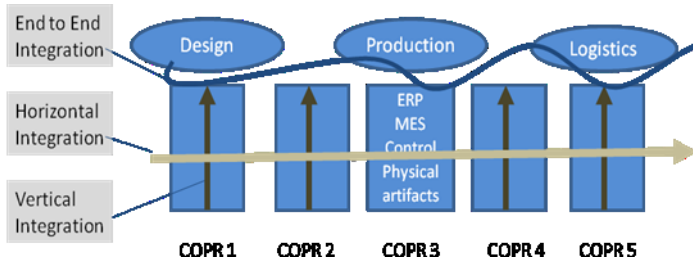 End to End
Integration
Design
Production
Logistics
Horizontal
Integration
ERP
MES
Control
Physical
artifacts
Vertical
Integration
COPR 1
COPR 2
COPR 3
COPR 4
COPR 5